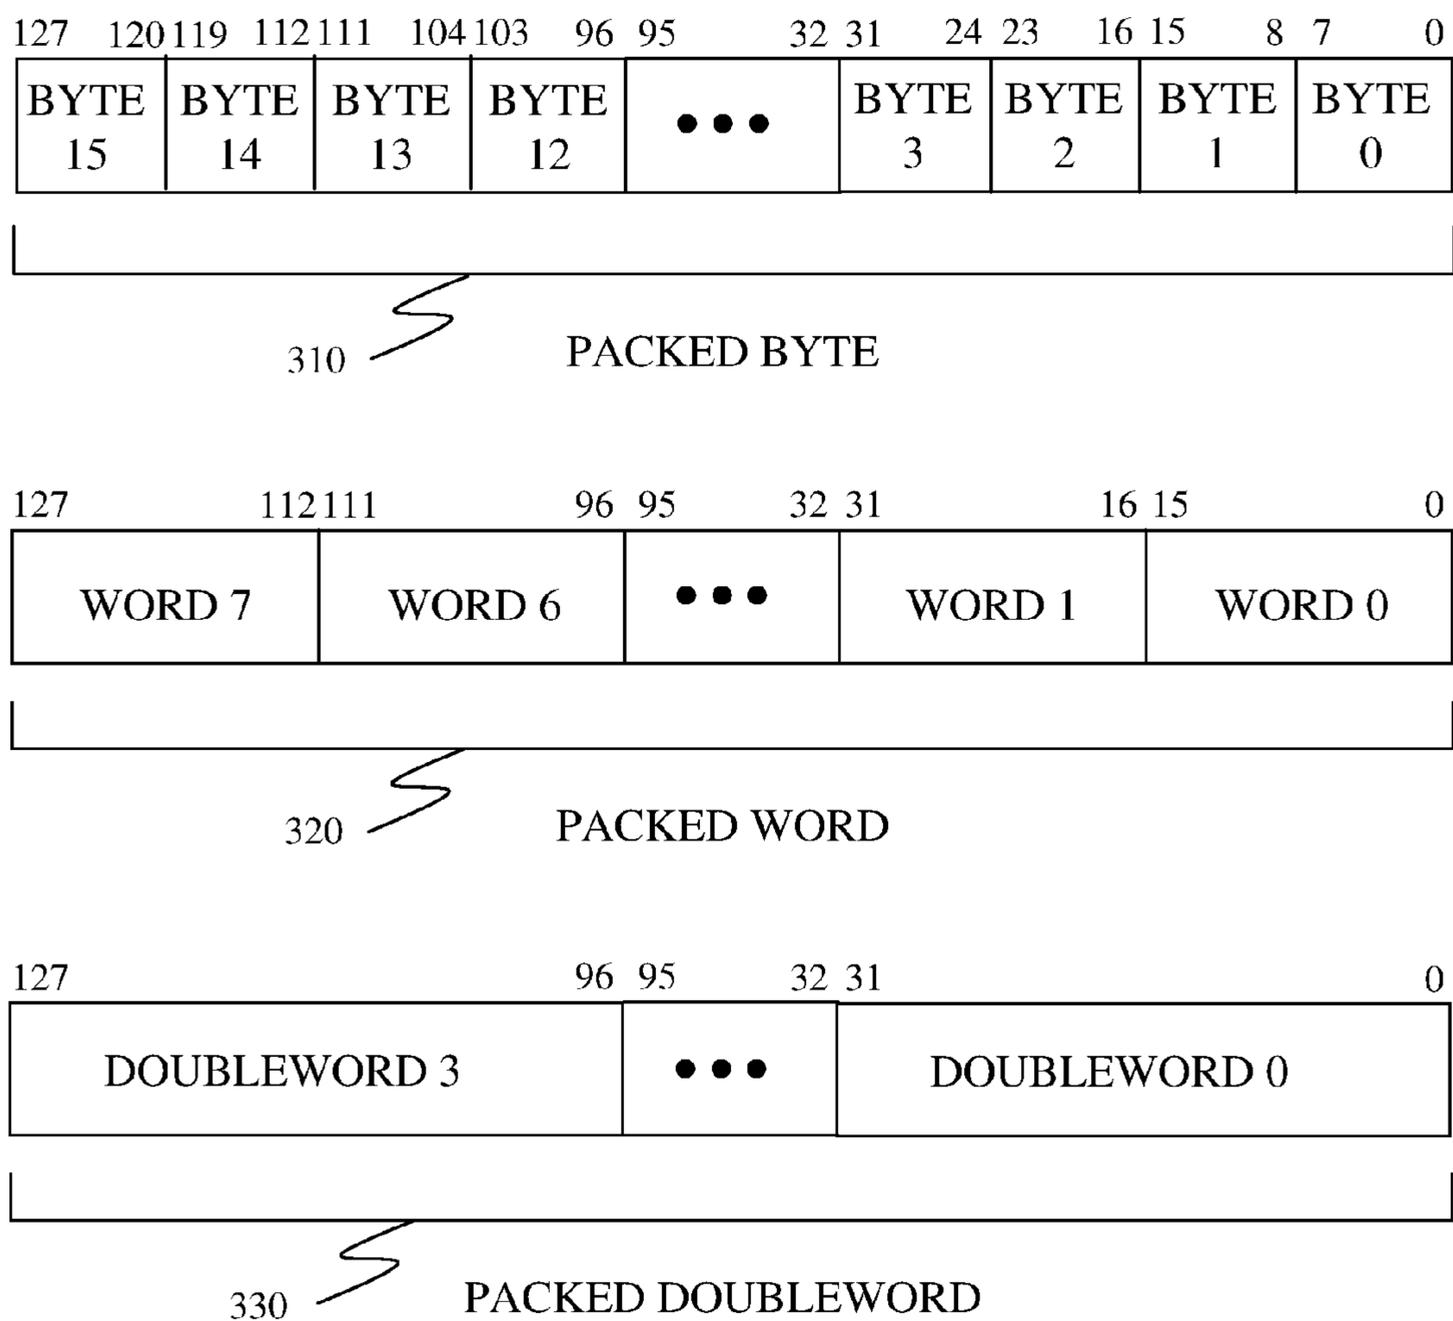 127 120 119 112 111 104 103 96 95 32 31 24 23 16 15 8 7 0
BYTE BYTE BYTE BYTE ••• BYTE BYTE BYTE BYTE
15 14 13 12 3 2 1 0
310 PACKED BYTE
127 112 111 96 95 32 31 16 15 0
WORD 7 WORD 6 ••• WORD 1 WORD 0
320 PACKED WORD
127 96 95 32 31 0
DOUBLEWORD 3 ••• DOUBLEWORD 0
330 PACKED DOUBLEWORD